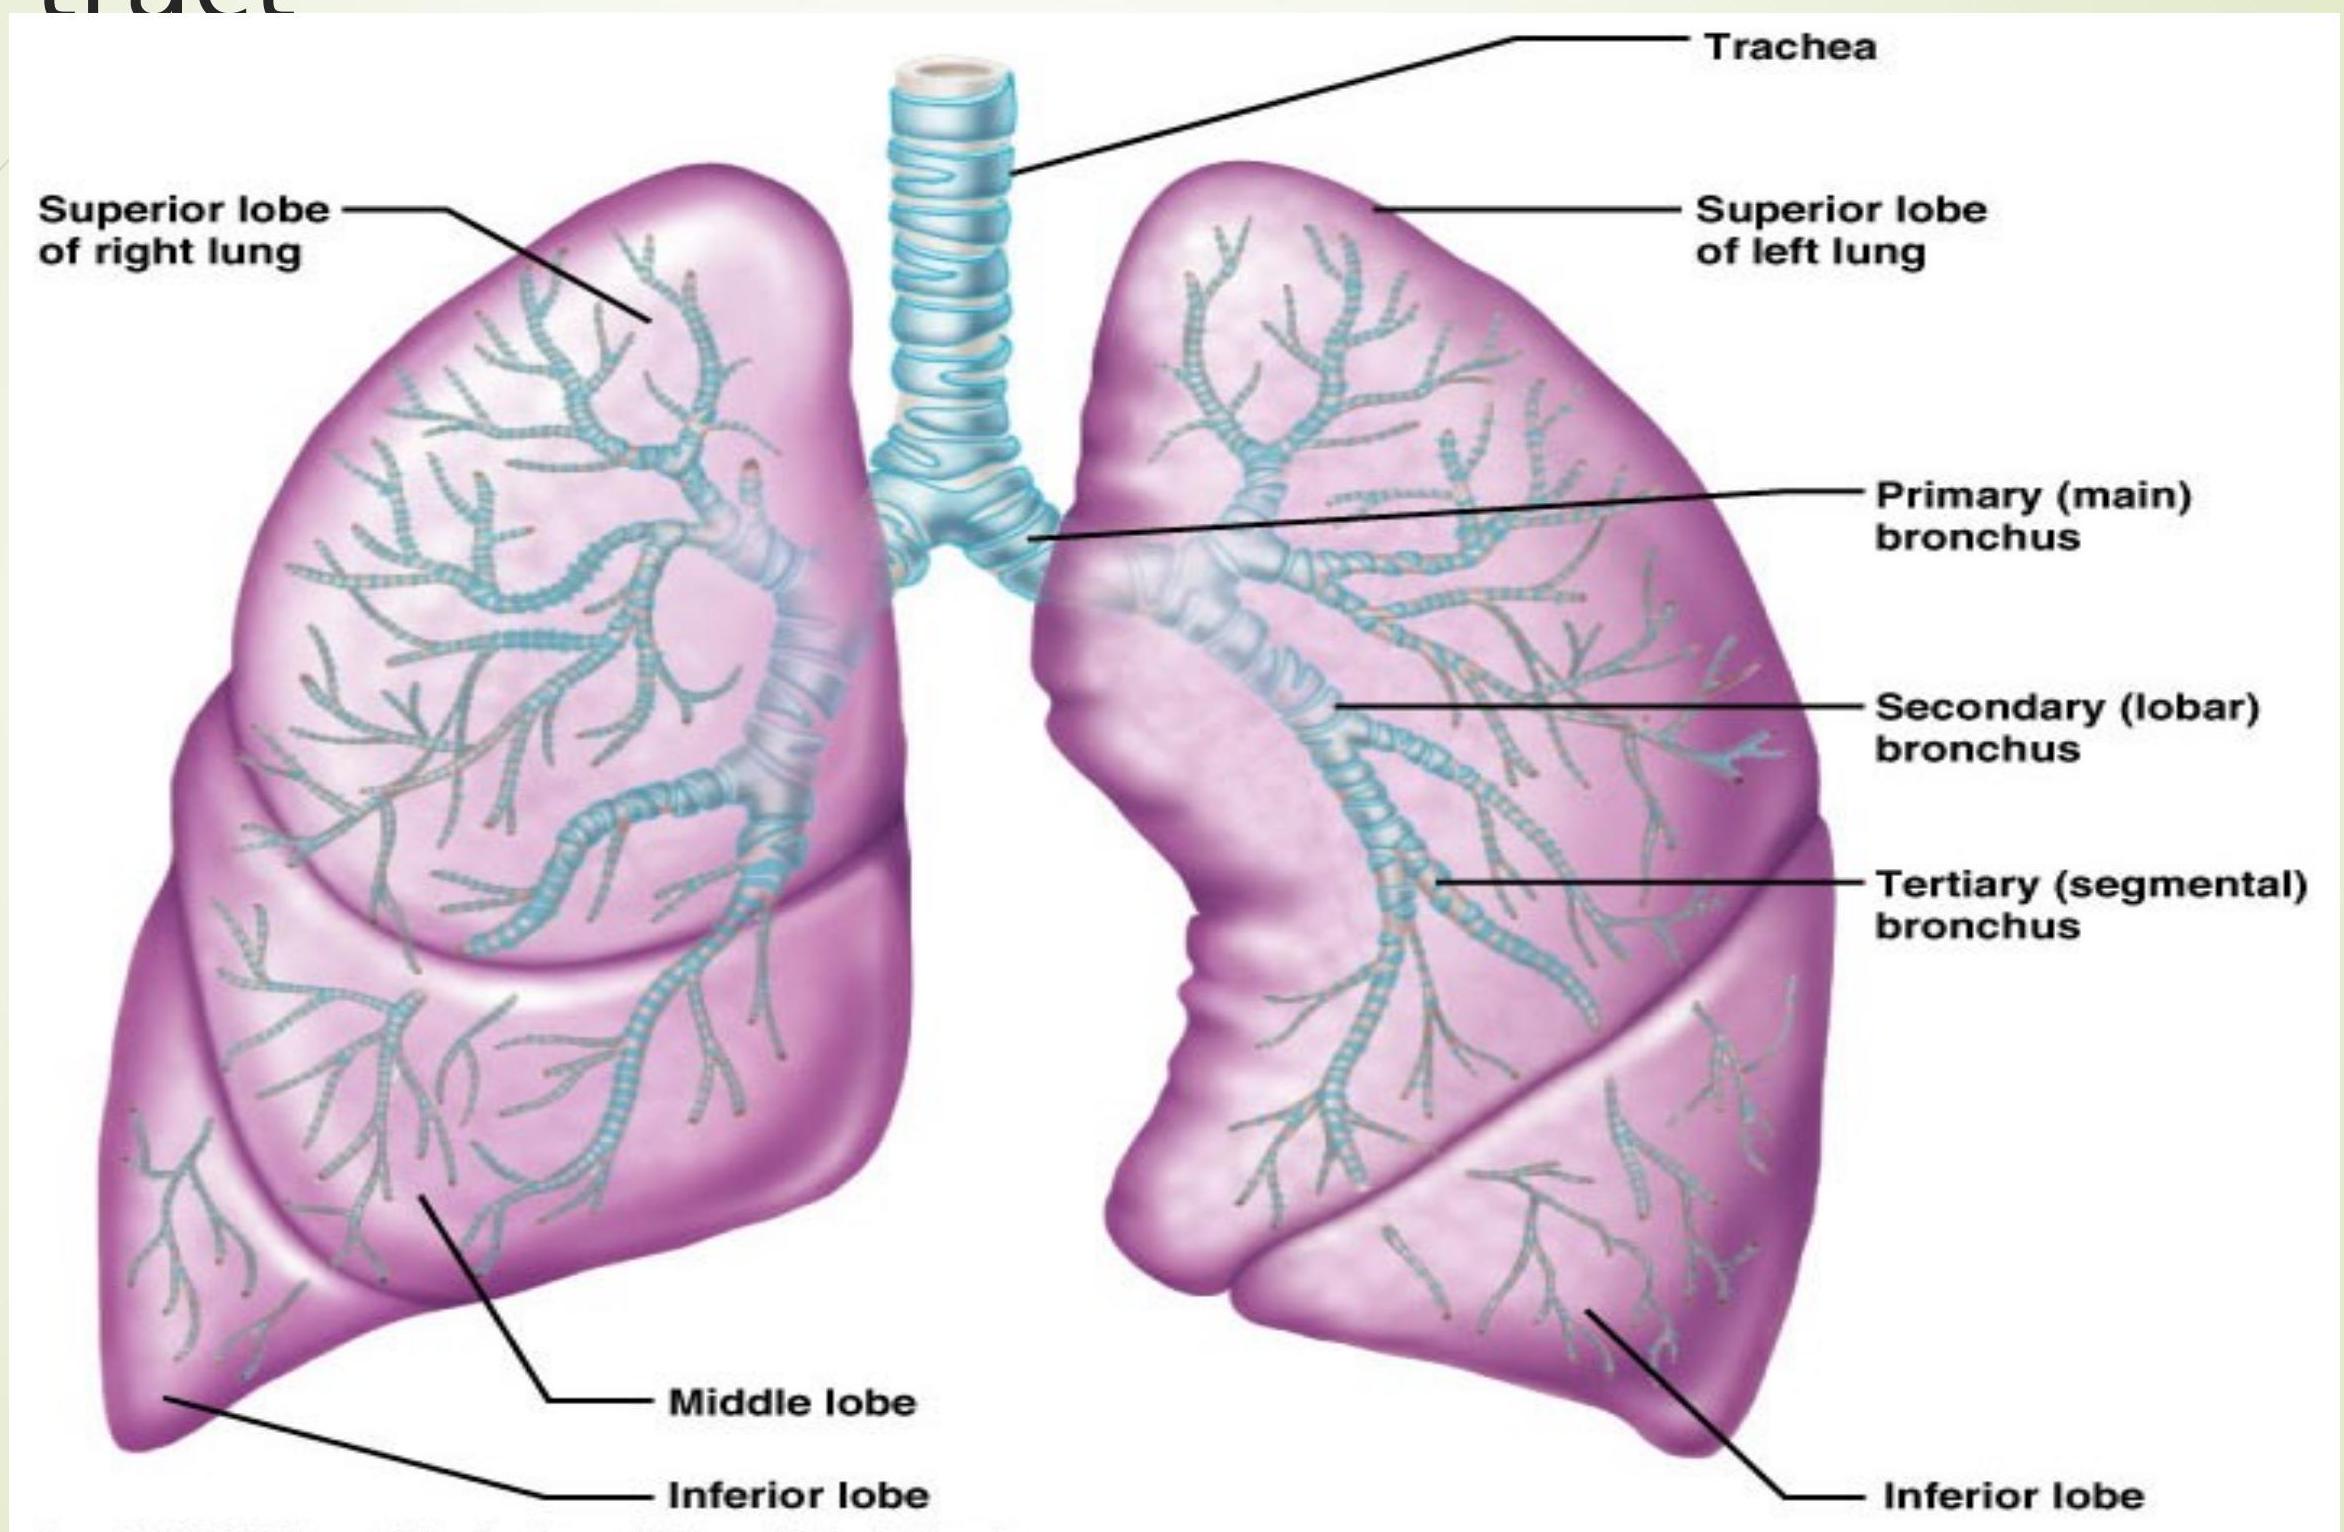 tract
Trachea
Superior lobe
of right lung
Superior lobe
of left lung
Primary (main)
bronchus
Secondary (lobar)
bronchus
Tertiary (segmental)
bronchus
Middle lobe
Inferior lobe
Inferior lobe